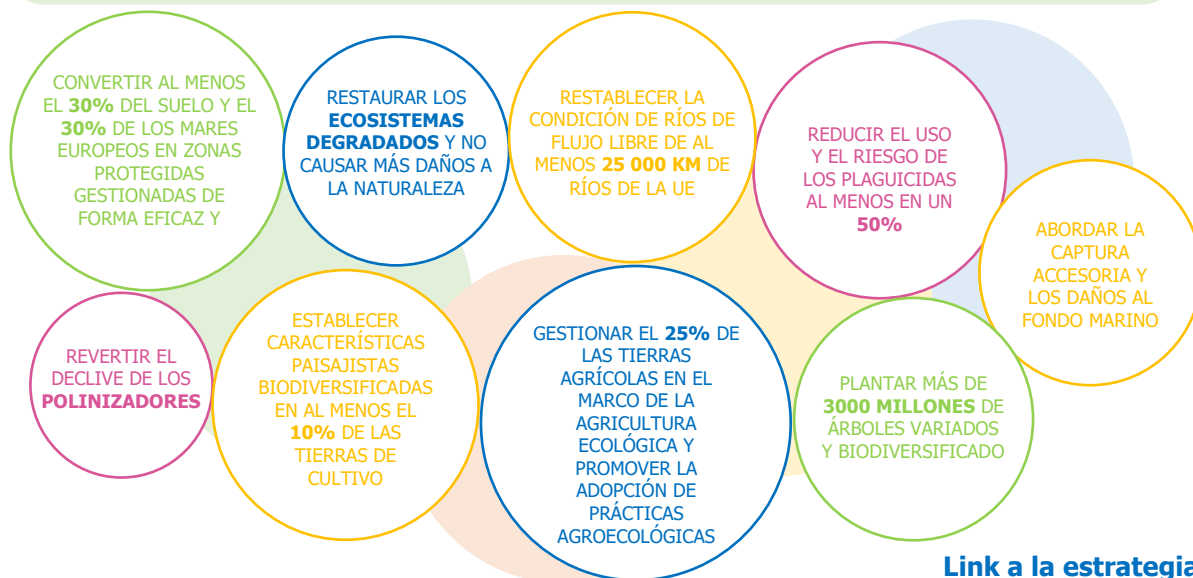 CONVERTIR AL MENOS
EL 30% DEL SUELO Y EL
30% DE LOS MARES
EUROPEOS EN ZONAS
PROTEGIDAS
GESTIONADAS DE
FORMA EFICAZ Y
RESTAURAR LOS
ECOSISTEMAS
DEGRADADOS Y NO
CAUSAR MÁS DAÑOS A
LA NATURALEZA
RESTABLECER LA
CONDICIÓN DE RÍOS DE
FLUJO LIBRE DE AL
MENOS 25 000 KM DE
RÍOS DE LA UE
REDUCIR EL USO
Y EL RIESGO DE
LOS PLAGUICIDAS
AL MENOS EN UN
50%
ABORDAR LA
CAPTURA
ACCESORIA Y
LOS DAÑOS AL
FONDO MARINO
REVERTIR EL
DECLIVE DE LOS
POLINIZADORES
ESTABLECER
CARACTERÍSTICAS
PAISAJISTAS
BIODIVERSIFICADAS
EN AL MENOS EL
10% DE LAS
TIERRAS DE
CULTIVO
GESTIONAR EL 25% DE
LAS TIERRAS
AGRÍCOLAS EN EL
MARCO DE LA
AGRICULTURA
ECOLÓGICA Y
PROMOVER LA
ADOPCIÓN DE
PRÁCTICAS
AGROECOLÓGICAS
PLANTAR MÁS DE
3000 MILLONES DE
ÁRBOLES VARIADOS
Y BIODIVERSIFICADO
Link a la estrategia